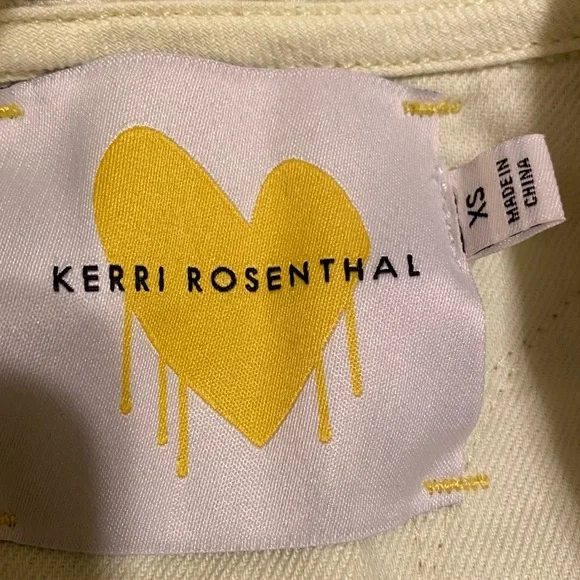 KERRI ROSENTHAL
XS
MADE IN
CHINA